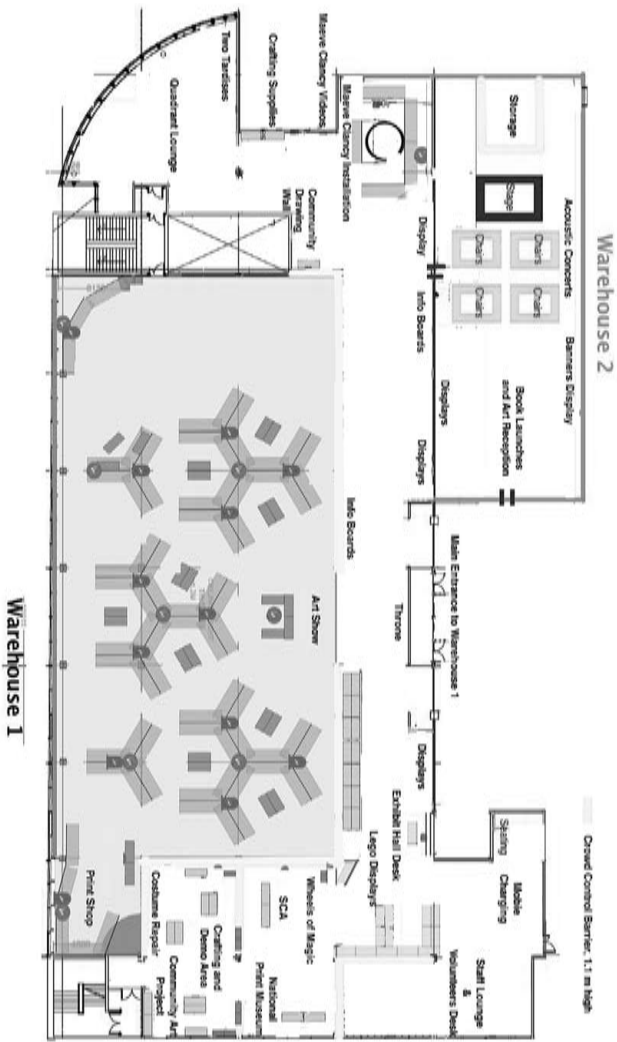 Warehouse 2
Acoustic Concerts
Banners Display
Storage
Stage
Chairs
Chairs
Chairs
Chairs
Book Launches
and Art Reception
Display
Info Boards
Displays
Displays
Maeve Clancy Videos
Maeve Clancy Installation
Crafting Supplies
Two Tardises
Quadrant Lounge
Community
Drawing
Wall
Main Entrance to Warehouse 1
Throne
Displays
Info Boards
Art Show
Crowd Control Barrier, 1.1 m high
Seating
Mobile
Charging
Staff Lounge
&
Volunteers Desk
Exhibit Hall Desk
Lego Displays
Wheels of Magic
SCA
National
Print Museum
Crafting and
Demo Area
Costume Repair
Community Art
Project
Print Shop
Warehouse 1